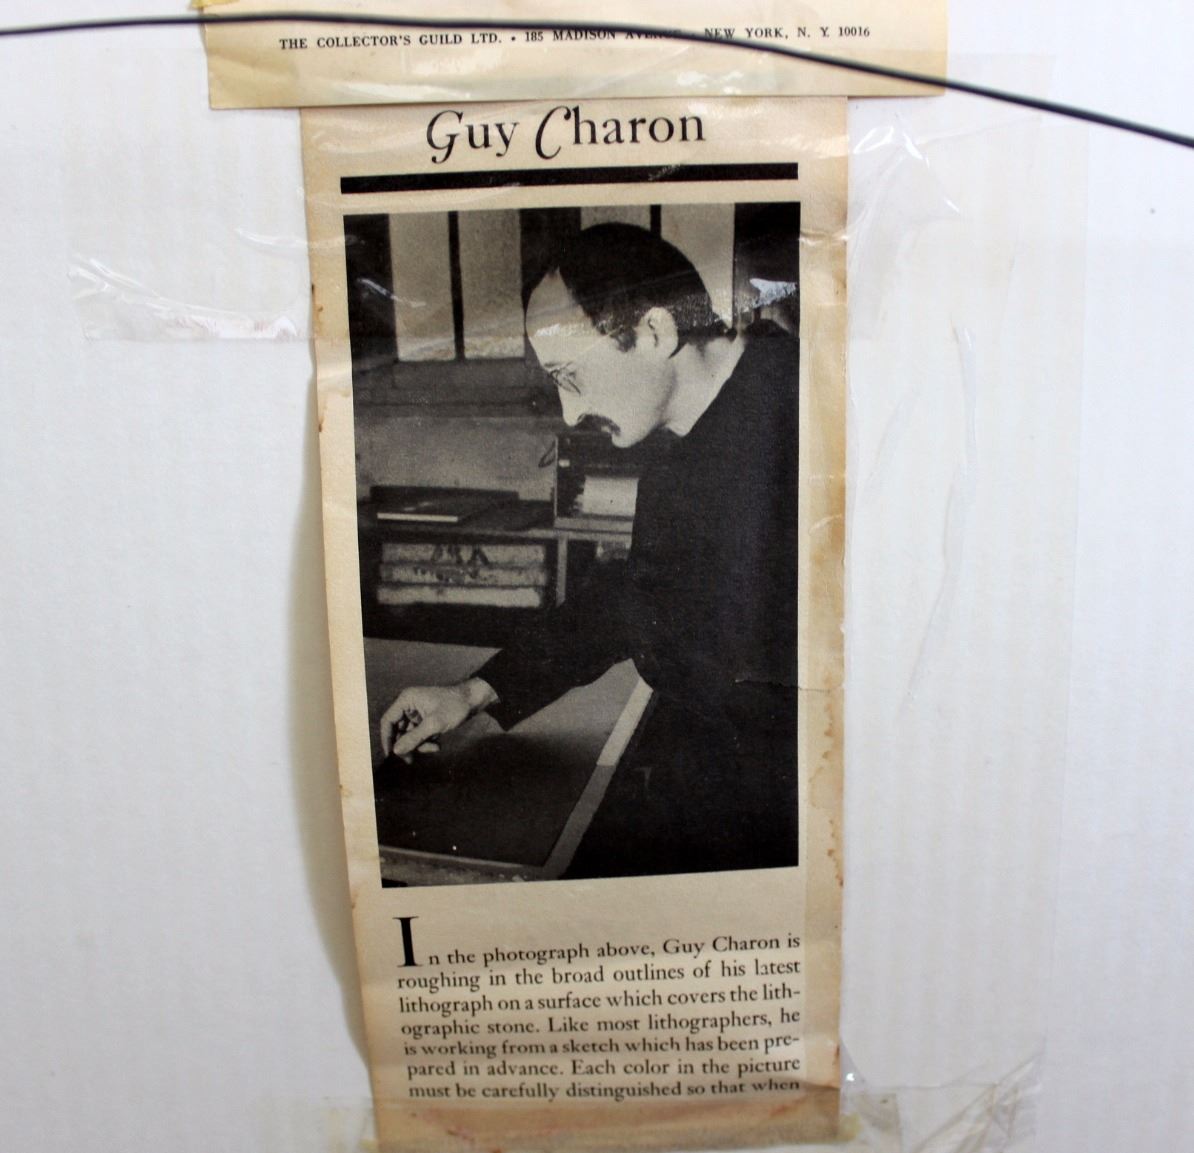 THE COLLECTOR'S GUILD LTD. • 185 MADISON AVENUE • NEW YORK, N. Y. 10016
Guy Charon
In the photograph above, Guy Charon is
roughing in the broad outlines of his latest
lithograph on a surface which covers the lith-
ographic stone. Like most lithographers, he
is working from a sketch which has been pre-
pared in advance. Each color in the picture
must be carefully distinguished so that when